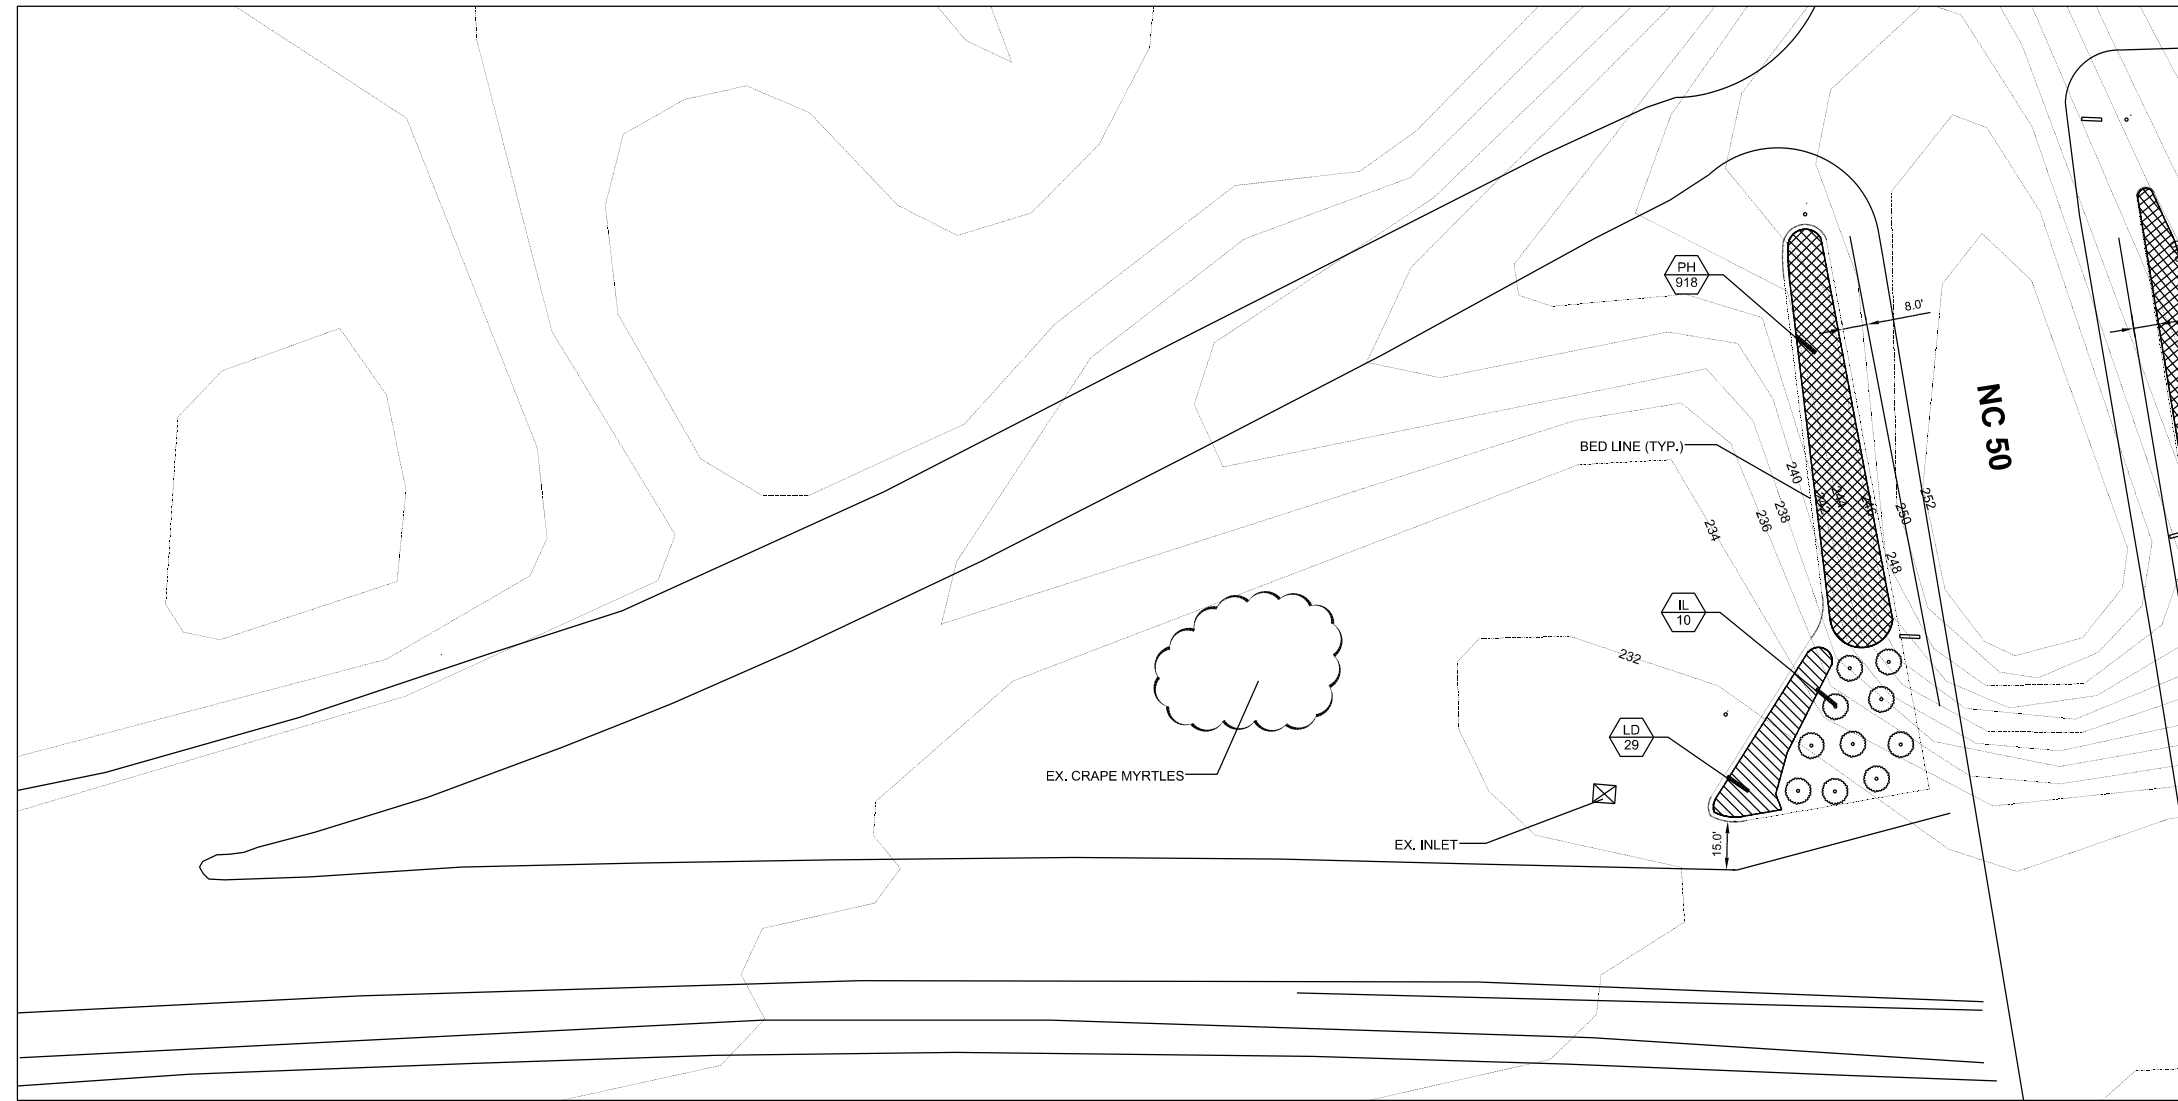 PH
918
8.0'
NC 50
BED LINE (TYP.)
240
238
236
234
250
252
248
IL
10
232
LD
29
EX. CRAPE MYRTLES
EX. INLET
15.0'